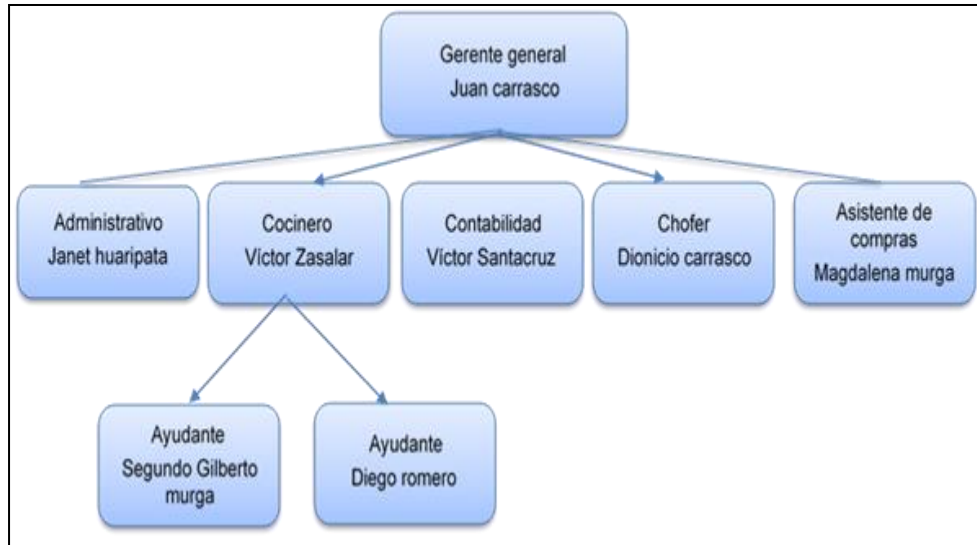 Gerente general
Juan carrasco
Administrativo
Janet huaripata
Cocinero
Víctor Zasalar
Contabilidad
Víctor Santacruz
Chofer
Dionicio carrasco
Asistente de
compras
Magdalena murga
Ayudante
Segundo Gilberto
murga
Ayudante
Diego romero